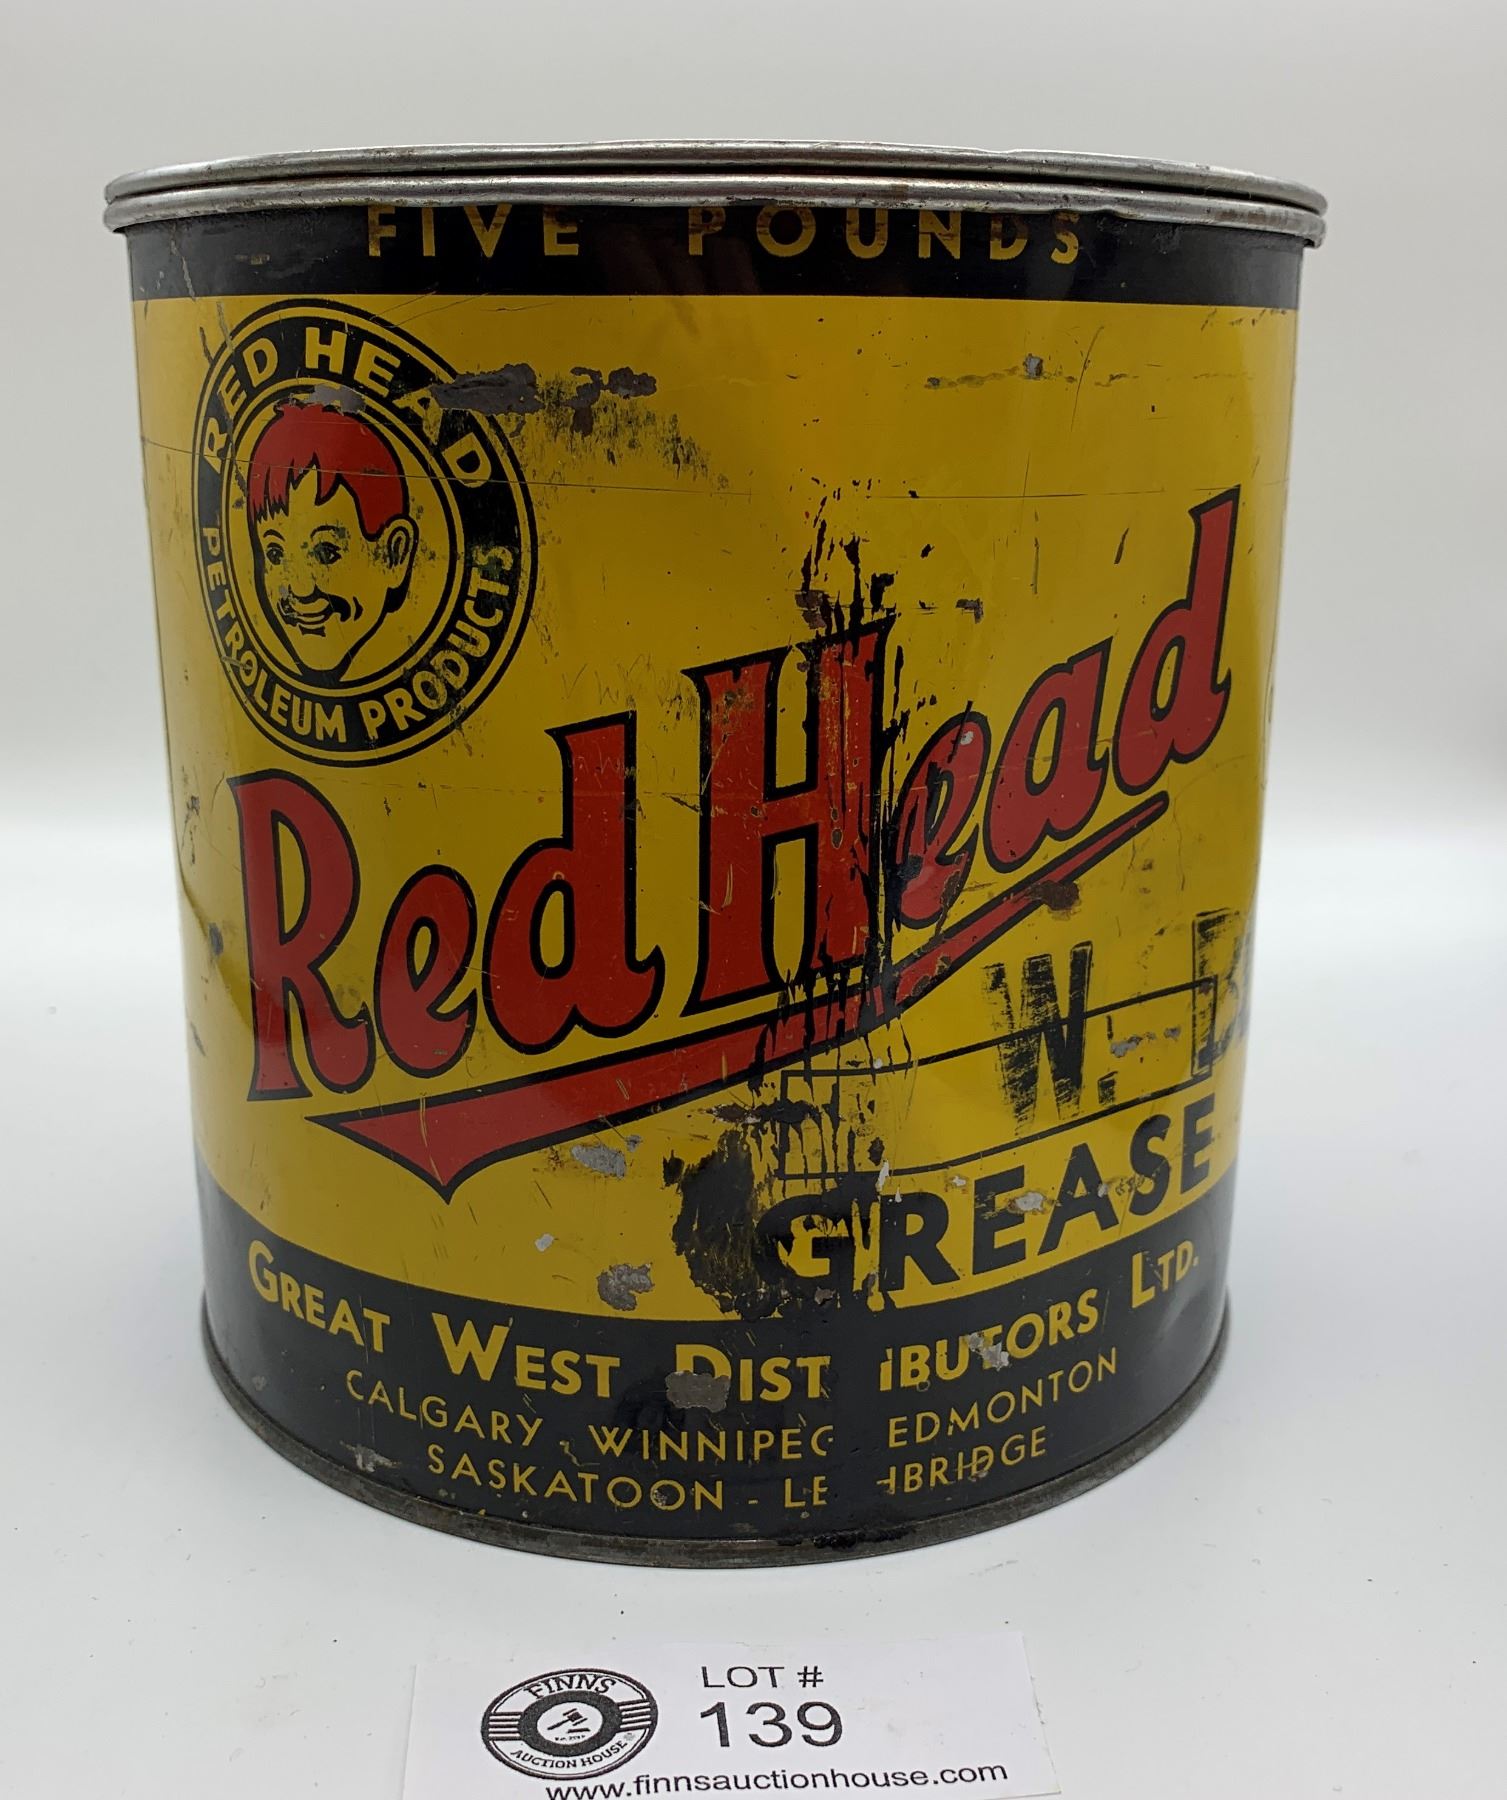 FIVE POUNDS
RED HEAD
PETROLEUM PRODUCTS
Red Head
W.
GREASE
GREAT WEST DIST IBUTORS LTD.
CALGARY - WINNIPEG EDMONTON
SASKATOON - LE HBRIDGE
FINNS
AUCTION HOUSE
LOT #
139
www.finnsauctionhouse.com